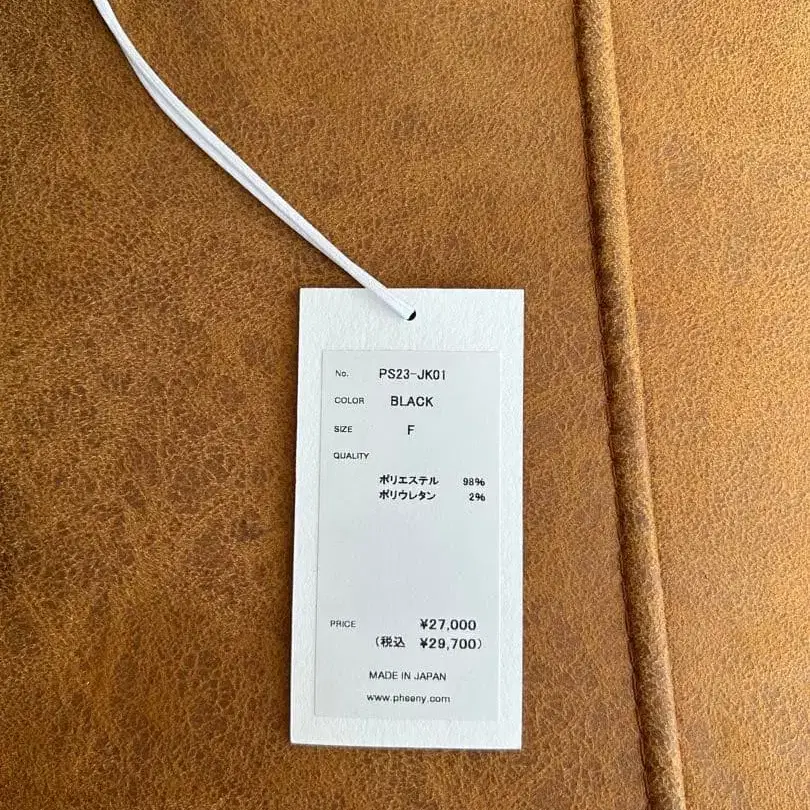 No. PS23-JK01
COLOR BLACK
SIZE F
QUALITY
ポリエステル 98%
ポリウレタン 2%
PRICE ¥27,000
(税込 ¥29,700)
MADE IN JAPAN
www.pheeny.com